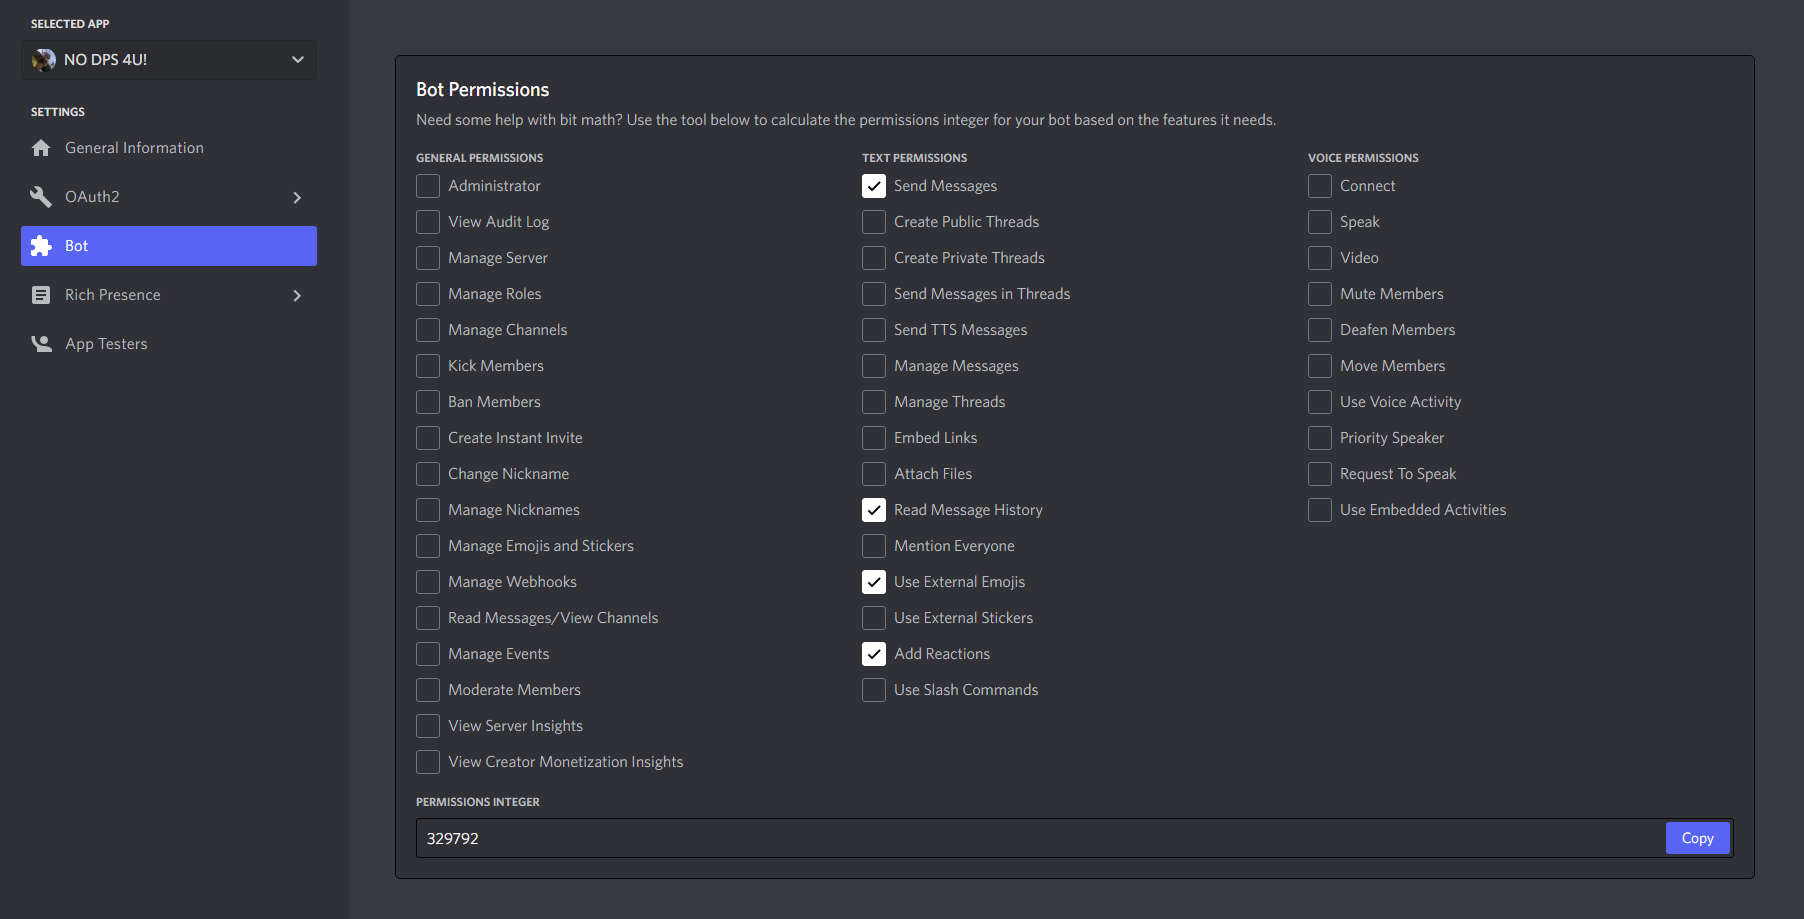 SELECTED APP
NO DPS 4U!
SETTINGS
General Information
OAuth2
Bot
Rich Presence
App Testers
Bot Permissions
Need some help with bit math? Use the tool below to calculate the permissions integer for your bot based on the features it needs.
GENERAL PERMISSIONS
Administrator
View Audit Log
Manage Server
Manage Roles
Manage Channels
Kick Members
Ban Members
Create Instant Invite
Change Nickname
Manage Nicknames
Manage Emojis and Stickers
Manage Webhooks
Read Messages/View Channels
Manage Events
Moderate Members
View Server Insights
View Creator Monetization Insights
TEXT PERMISSIONS
Send Messages
Create Public Threads
Create Private Threads
Send Messages in Threads
Send TTS Messages
Manage Messages
Manage Threads
Embed Links
Attach Files
Read Message History
Mention Everyone
Use External Emojis
Use External Stickers
Add Reactions
Use Slash Commands
VOICE PERMISSIONS
Connect
Speak
Video
Mute Members
Deafen Members
Move Members
Use Voice Activity
Priority Speaker
Request To Speak
Use Embedded Activities
PERMISSIONS INTEGER
329792
Copy